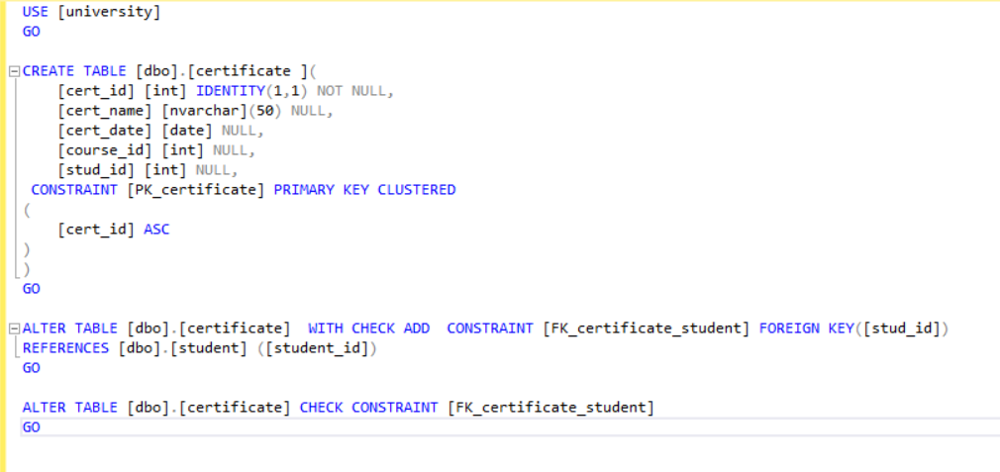 USE [university]
GO
CREATE TABLE [dbo].[certificate ](
[cert_id] [int] IDENTITY(1,1) NOT NULL,
[cert_name] [nvarchar](50) NULL,
[cert_date] [date] NULL,
[course_id] [int] NULL,
[stud_id] [int] NULL,
CONSTRAINT [PK_certificate] PRIMARY KEY CLUSTERED
(
[cert_id] ASC
)
)
GO
ALTER TABLE [dbo].[certificate]  WITH CHECK ADD  CONSTRAINT [FK_certificate_student] FOREIGN KEY([stud_id])
REFERENCES [dbo].[student] ([student_id])
GO
ALTER TABLE [dbo].[certificate] CHECK CONSTRAINT [FK_certificate_student]
GO